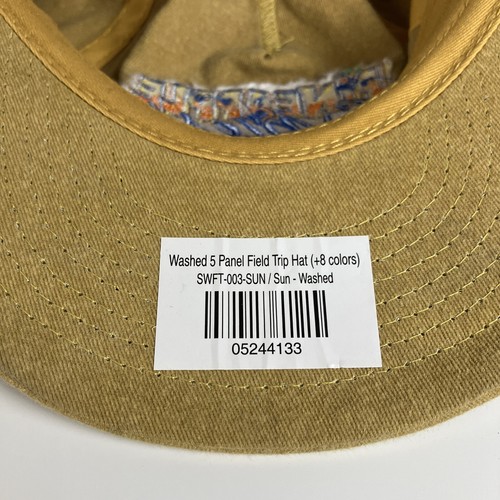 Washed 5 Panel Field Trip Hat (+8 colors)
SWFT-003-SUN / Sun - Washed
05244133